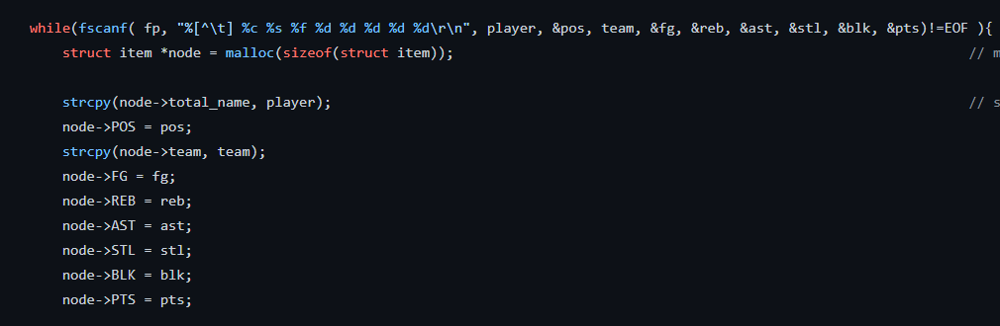 while(fscanf( fp, "%[^\t] %c %s %f %d %d %d %d %d\r\n", player, &pos, team, &fg, &reb, &ast, &stl, &blk, &pts)!=EOF ){
    struct item *node = malloc(sizeof(struct item)); //
    strcpy(node->total_name, player); //
    node->POS = pos;
    strcpy(node->team, team);
    node->FG = fg;
    node->REB = reb;
    node->AST = ast;
    node->STL = stl;
    node->BLK = blk;
    node->PTS = pts;